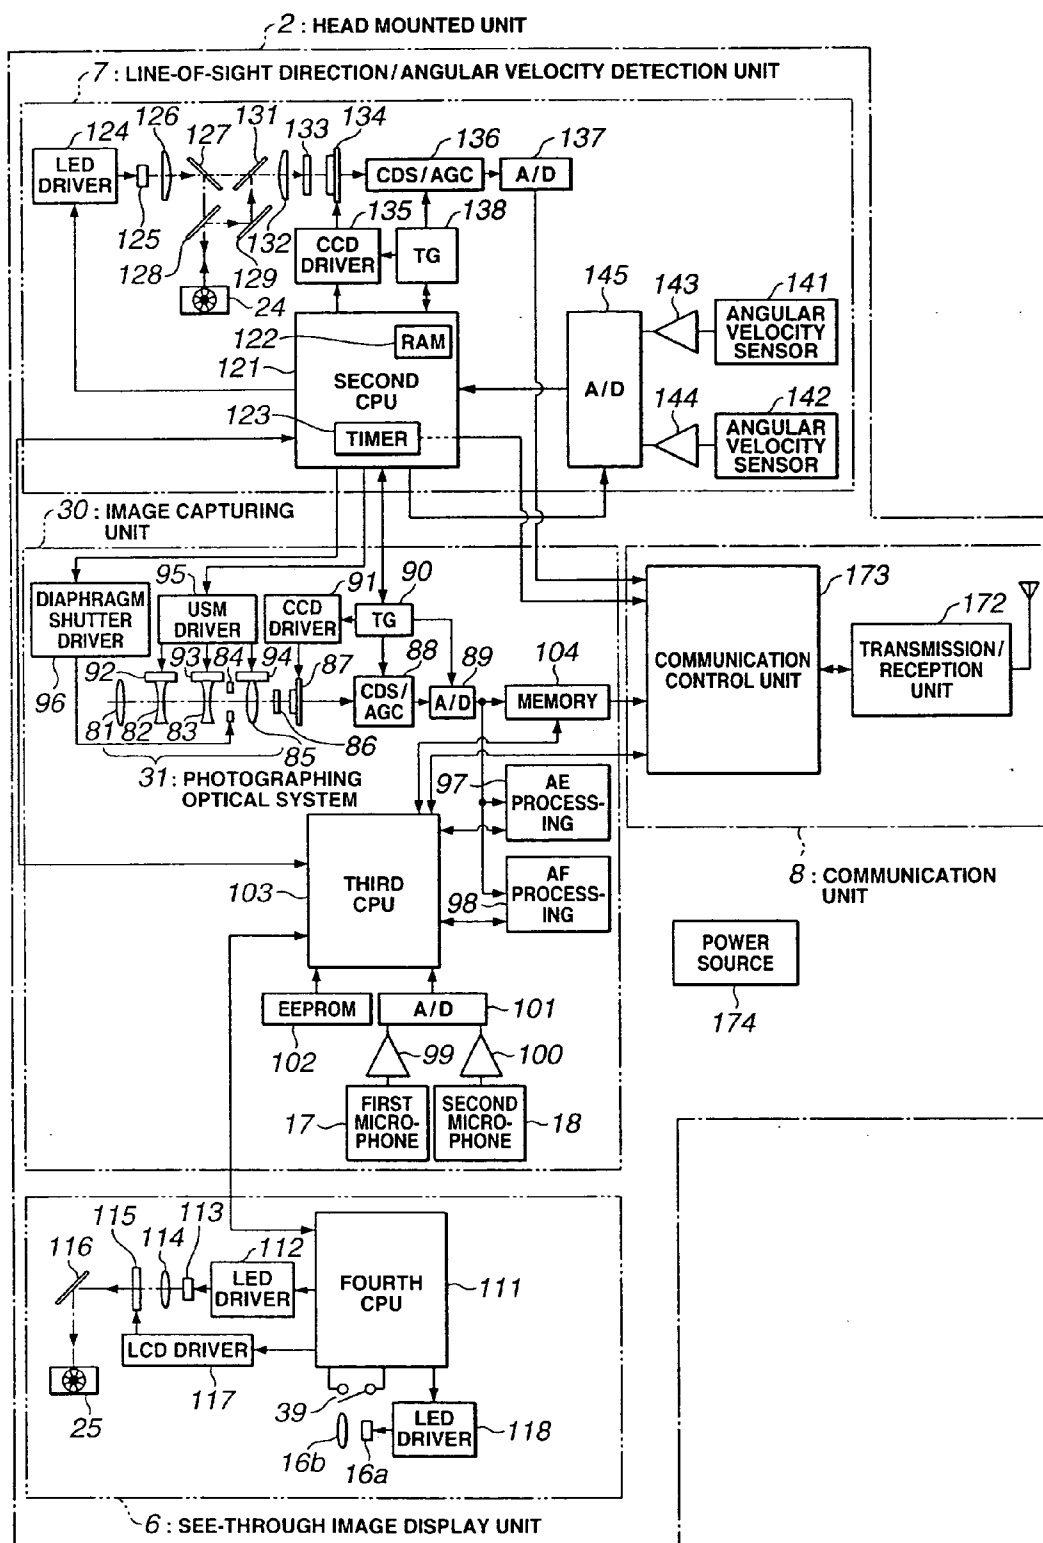 2 : HEAD MOUNTED UNIT
7 : LINE-OF-SIGHT DIRECTION/ANGULAR VELOCITY DETECTION UNIT
124
126
127
131
133
134
136
137
LED
DRIVER
CDS/AGC
A/D
125
128
129
132
135
138
CCD
DRIVER
TG
24
145
143
141
ANGULAR
VELOCITY
SENSOR
122
RAM
121
SECOND
CPU
A/D
144
142
ANGULAR
VELOCITY
SENSOR
123
TIMER
30 : IMAGE CAPTURING
UNIT
95
91
90
173
DIAPHRAGM
SHUTTER
DRIVER
USM
DRIVER
CCD
DRIVER
TG
172
92
93
84
94
87
88
89
104
COMMUNICATION
CONTROL UNIT
TRANSMISSION/
RECEPTION
UNIT
96
CDS/
AGC
A/D
MEMORY
81
82
83
85
86
31 : PHOTOGRAPHING
OPTICAL SYSTEM
97
AE
PROCESS-
ING
103
THIRD
CPU
98
AF
PROCESS-
ING
8 : COMMUNICATION
UNIT
POWER
SOURCE
174
EEPROM
A/D
101
102
99
100
17
FIRST
MICRO-
PHONE
SECOND
MICRO-
PHONE
18
116
115
114
113
112
LED
DRIVER
FOURTH
CPU
111
LCD DRIVER
117
25
39
LED
DRIVER
118
16b
16a
6 : SEE-THROUGH IMAGE DISPLAY UNIT